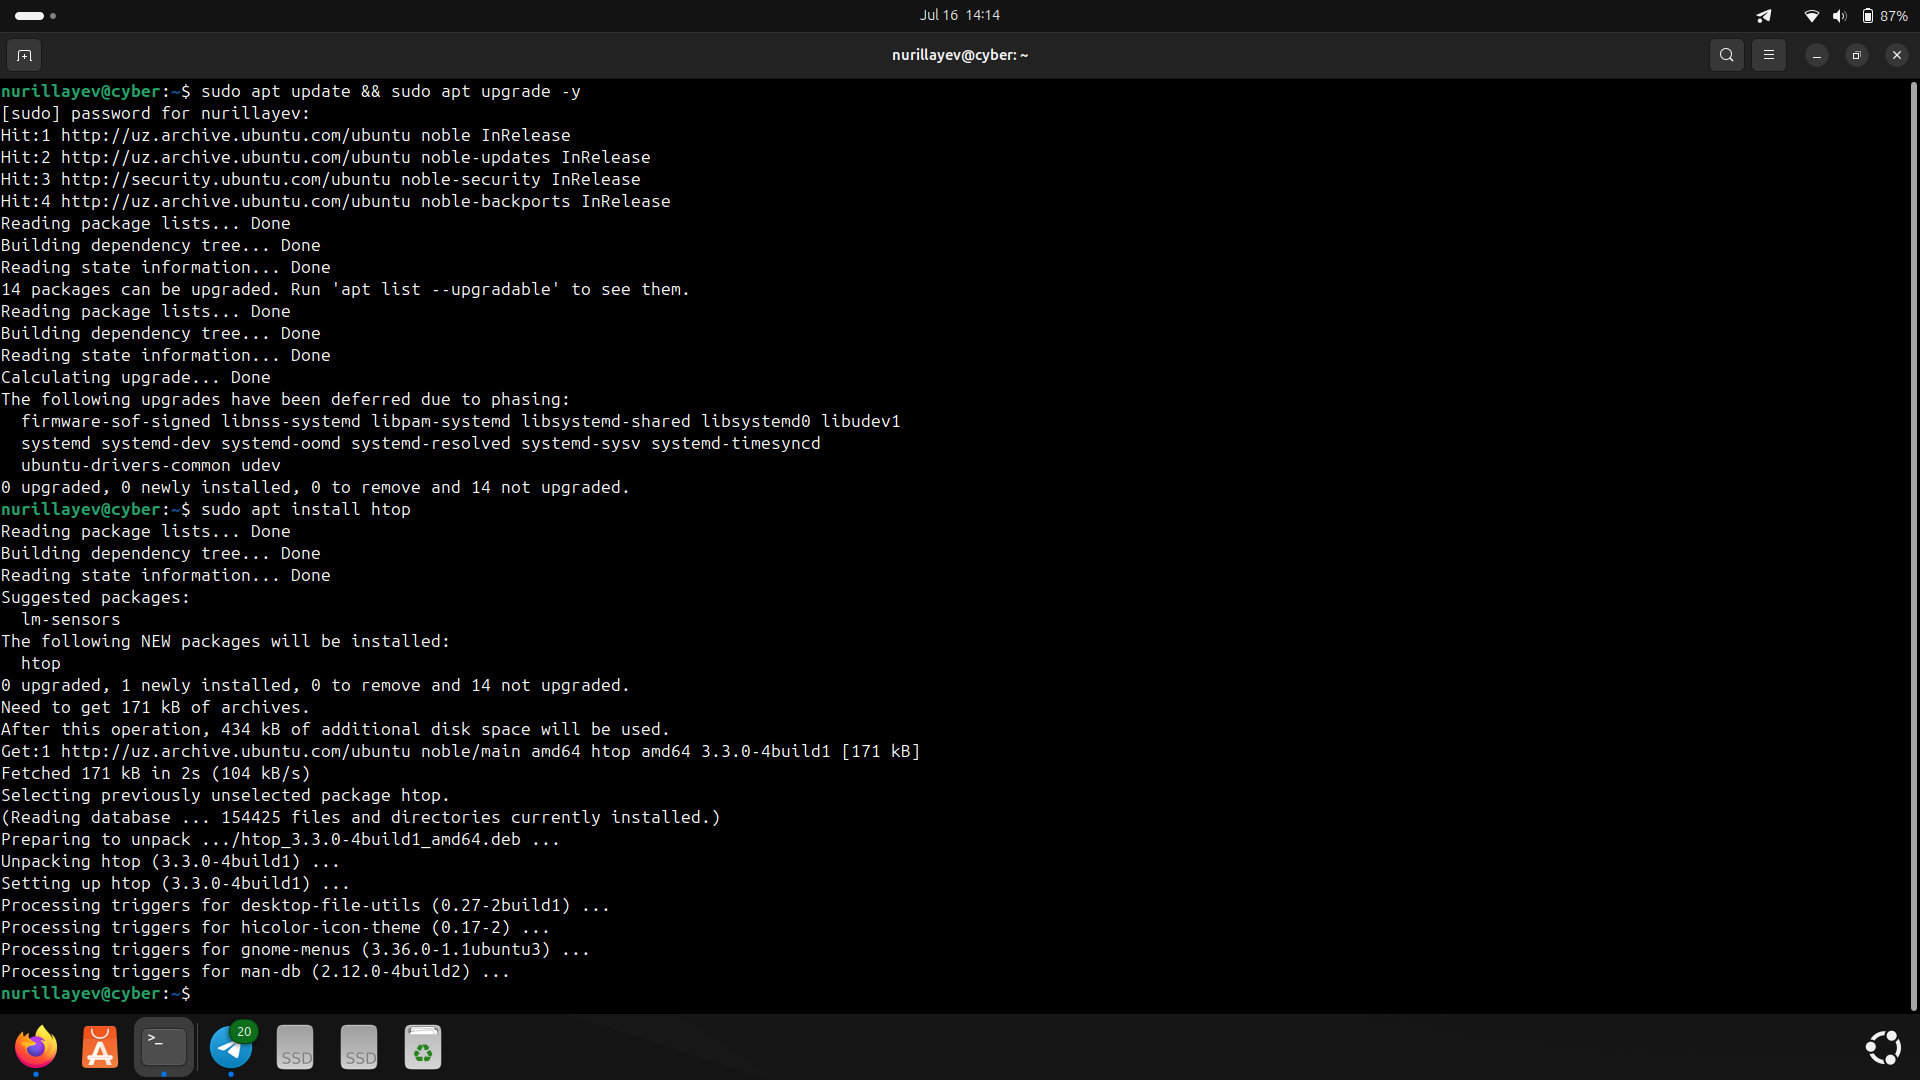 Jul 16 14:14
87%
nurillayev@cyber: ~
nurillayev@cyber:~$ sudo apt update && sudo apt upgrade -y
[sudo] password for nurillayev:
Hit:1 http://uz.archive.ubuntu.com/ubuntu noble InRelease
Hit:2 http://uz.archive.ubuntu.com/ubuntu noble-updates InRelease
Hit:3 http://security.ubuntu.com/ubuntu noble-security InRelease
Hit:4 http://uz.archive.ubuntu.com/ubuntu noble-backports InRelease
Reading package lists... Done
Building dependency tree... Done
Reading state information... Done
14 packages can be upgraded. Run 'apt list --upgradable' to see them.
Reading package lists... Done
Building dependency tree... Done
Reading state information... Done
Calculating upgrade... Done
The following upgrades have been deferred due to phasing:
  firmware-sof-signed libnss-systemd libpam-systemd libsystemd-shared libsystemd0 libudev1
  systemd systemd-dev systemd-oomd systemd-resolved systemd-sysv systemd-timesyncd
  ubuntu-drivers-common udev
0 upgraded, 0 newly installed, 0 to remove and 14 not upgraded.
nurillayev@cyber:~$ sudo apt install htop
Reading package lists... Done
Building dependency tree... Done
Reading state information... Done
Suggested packages:
  lm-sensors
The following NEW packages will be installed:
  htop
0 upgraded, 1 newly installed, 0 to remove and 14 not upgraded.
Need to get 171 kB of archives.
After this operation, 434 kB of additional disk space will be used.
Get:1 http://uz.archive.ubuntu.com/ubuntu noble/main amd64 htop amd64 3.3.0-4build1 [171 kB]
Fetched 171 kB in 2s (104 kB/s)
Selecting previously unselected package htop.
(Reading database ... 154425 files and directories currently installed.)
Preparing to unpack .../htop_3.3.0-4build1_amd64.deb ...
Unpacking htop (3.3.0-4build1) ...
Setting up htop (3.3.0-4build1) ...
Processing triggers for desktop-file-utils (0.27-2build1) ...
Processing triggers for hicolor-icon-theme (0.17-2) ...
Processing triggers for gnome-menus (3.36.0-1.1ubuntu3) ...
Processing triggers for man-db (2.12.0-4build2) ...
nurillayev@cyber:~$
>_
20
SSD
SSD